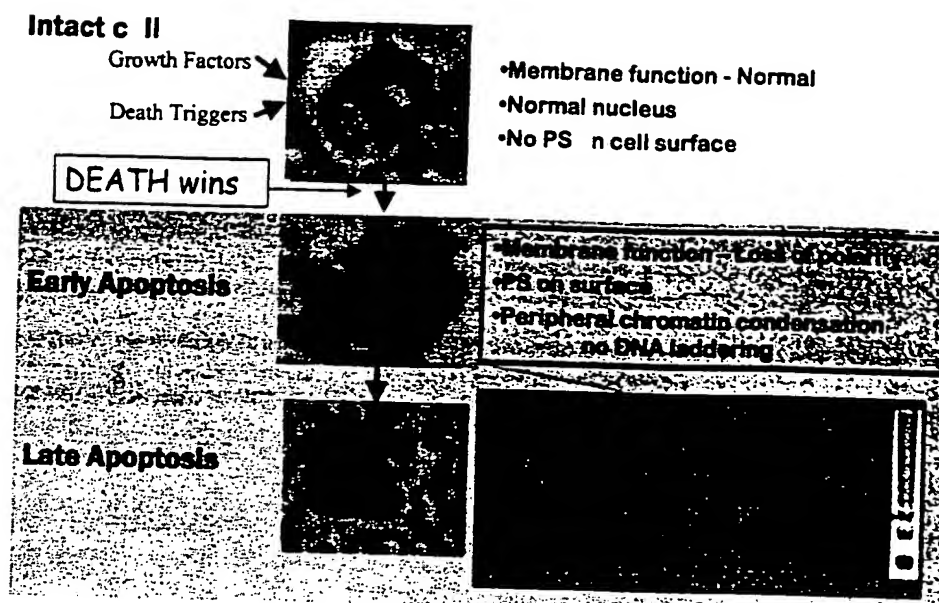 Intact c ll
Growth Factors
Death Triggers
•Membrane function - Normal
•Normal nucleus
•No PS n cell surface
DEATH wins
Early Apoptosis
•Membrane function - Loss of polarity
•PS on surface
•Peripheral chromatin condensation
no DNA laddering
Late Apoptosis